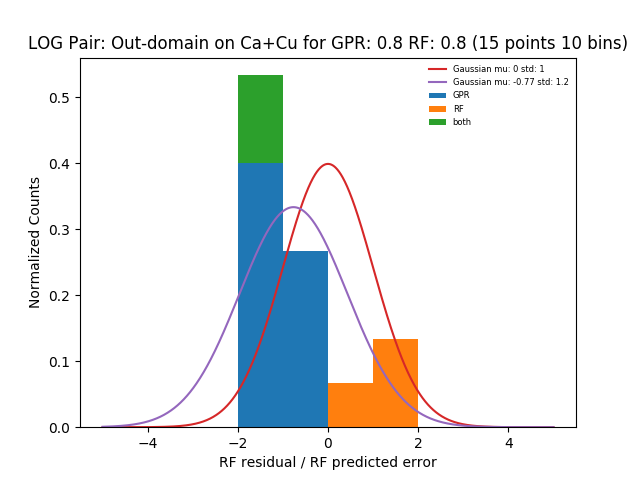 LOG Pair: Out-domain on Ca+Cu for GPR: 0.8 RF: 0.8 (15 points 10 bins)
Gaussian mu: 0 std: 1
Gaussian mu: -0.77 std: 1.2
GPR
RF
both
Normalized Counts
0.5
0.4
0.3
0.2
0.1
0.0
−4
−2
0
2
4
RF residual / RF predicted error